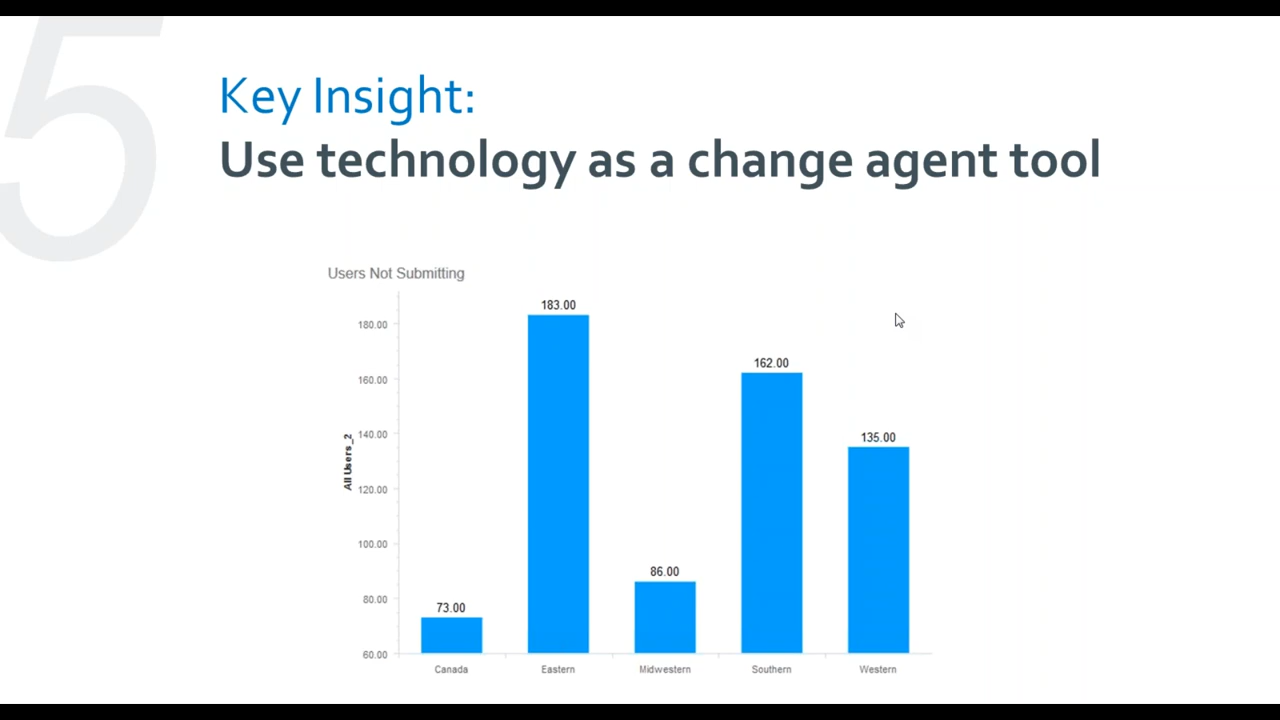 5
Key Insight:
Use technology as a change agent tool
Users Not Submitting
183.00
180.00
162.00
160.00
135.00
140.00
All Users_2
120.00
100.00
86.00
80.00
73.00
60.00
Canada Eastern Midwestern Southern Western